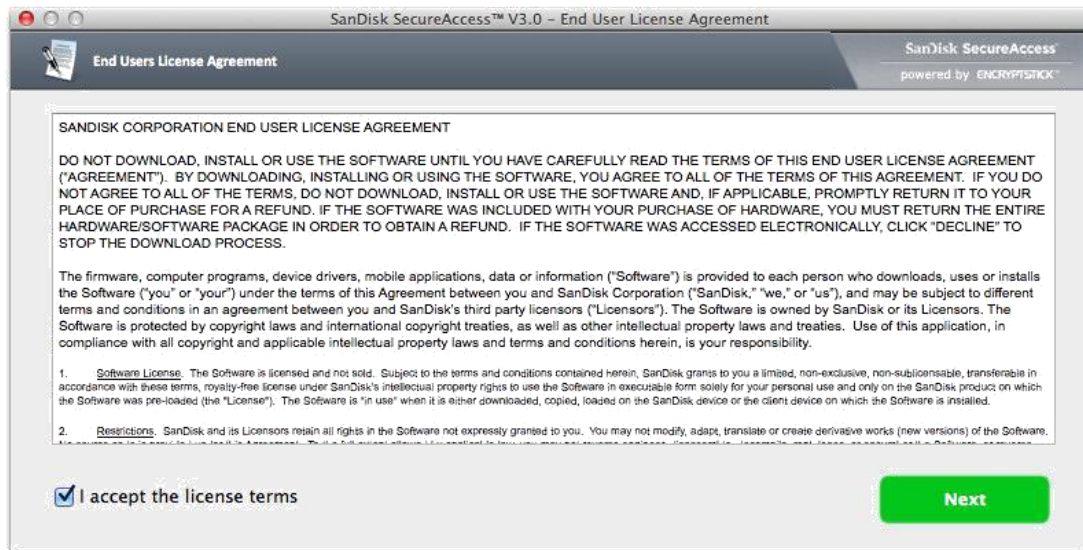 SanDisk SecureAccess™ V3.0 – End User License Agreement
End Users License Agreement
SanDisk SecureAccess
powered by ENCRYPTSTICK
SANDISK CORPORATION END USER LICENSE AGREEMENT
DO NOT DOWNLOAD, INSTALL OR USE THE SOFTWARE UNTIL YOU HAVE CAREFULLY READ THE TERMS OF THIS END USER LICENSE AGREEMENT
("AGREEMENT"). BY DOWNLOADING, INSTALLING OR USING THE SOFTWARE, YOU AGREE TO ALL OF THE TERMS OF THIS AGREEMENT. IF YOU DO
NOT AGREE TO ALL OF THE TERMS, DO NOT DOWNLOAD, INSTALL OR USE THE SOFTWARE AND, IF APPLICABLE, PROMPTLY RETURN IT TO YOUR
PLACE OF PURCHASE FOR A REFUND. IF THE SOFTWARE WAS INCLUDED WITH YOUR PURCHASE OF HARDWARE, YOU MUST RETURN THE ENTIRE
HARDWARE/SOFTWARE PACKAGE IN ORDER TO OBTAIN A REFUND. IF THE SOFTWARE WAS ACCESSED ELECTRONICALLY, CLICK "DECLINE" TO
STOP THE DOWNLOAD PROCESS.
The firmware, computer programs, device drivers, mobile applications, data or information ("Software") is provided to each person who downloads, uses or installs
the Software ("you" or "your") under the terms of this Agreement between you and SanDisk Corporation ("SanDisk," "we," or "us"), and may be subject to different
terms and conditions in an agreement between you and SanDisk's third party licensors ("Licensors"). The Software is owned by SanDisk or its Licensors. The
Software is protected by copyright laws and international copyright treaties, as well as other intellectual property laws and treaties. Use of this application, in
compliance with all copyright and applicable intellectual property laws and terms and conditions herein, is your responsibility.
1. Software License. The Software is licensed and not sold. Subject to the terms and conditions contained herein, SanDisk grants to you a limited, non-exclusive, non-sublicensable, transferable in
accordance with these terms, royalty-free license under SanDisk's intellectual property rights to use the Software in executable form solely for your personal use and only on the SanDisk product on which
the Software was pre-loaded (the "License"). The Software is "in use" when it is either downloaded, copied, loaded on the SanDisk device or the client device on which the Software is installed.
2. Restrictions. SanDisk and its Licensors retain all rights in the Software not expressly granted to you. You may not modify, adapt, translate or create derivative works (new versions) of the Software.
I accept the license terms
Next